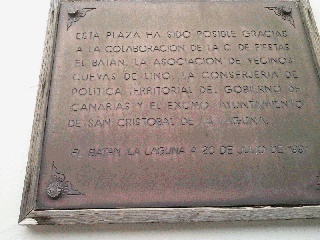 ESTA PLAZA HA SIDO POSIBLE GRACIAS
A LA COLABORACION DE LA C. DE FIESTAS
EL BATAN, LA ASOCIACION DE VECINOS
CUEVAS DE LINO, LA CONSERJERIA DE
POLITICA TERRITORIAL DEL GOBIERNO DE
CANARIAS Y EL EXCMO. AYUNTAMIENTO
DE SAN CRISTOBAL DE LA LAGUNA.
EL BATAN, LA LAGUNA A 20 DE JULIO DE